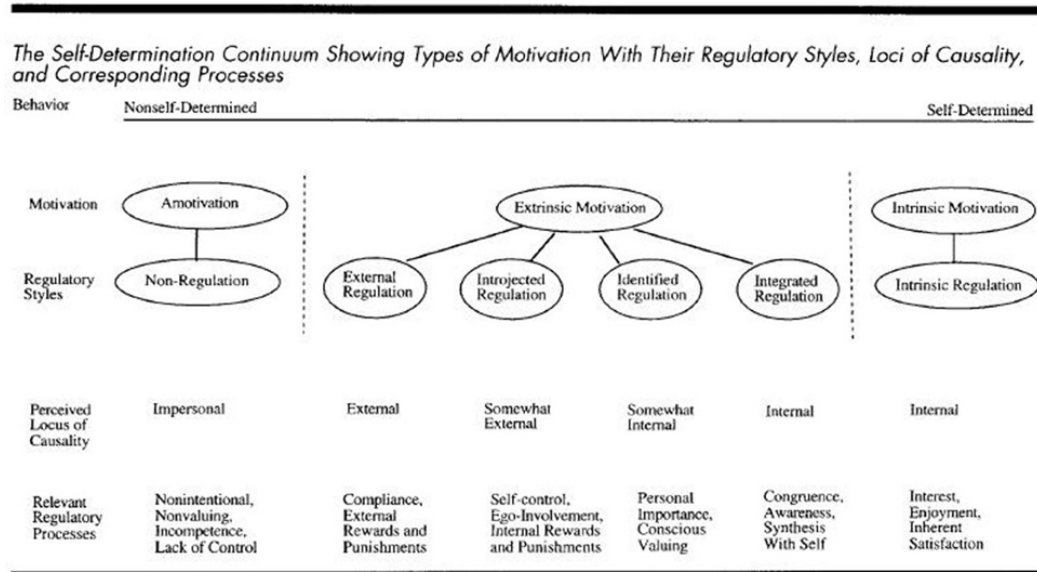 The Self-Determination Continuum Showing Types of Motivation With Their Regulatory Styles, Loci of Causality,
and Corresponding Processes
Behavior Nonself-Determined Self-Determined
Motivation Amotivation Extrinsic Motivation Intrinsic Motivation
Regulatory
Styles
Non-Regulation
External
Regulation
Introjected
Regulation
Identified
Regulation
Integrated
Regulation
Intrinsic Regulation
Perceived
Locus of
Causality
Impersonal
External
Somewhat
External
Somewhat
Internal
Internal
Internal
Relevant
Regulatory
Processes
Nonintentional,
Nonvaluing,
Incompetence,
Lack of Control
Compliance,
External
Rewards and
Punishments
Self-control,
Ego-Involvement,
Internal Rewards
and Punishments
Personal
Importance,
Conscious
Valuing
Congruence,
Awareness,
Synthesis
With Self
Interest,
Enjoyment,
Inherent
Satisfaction